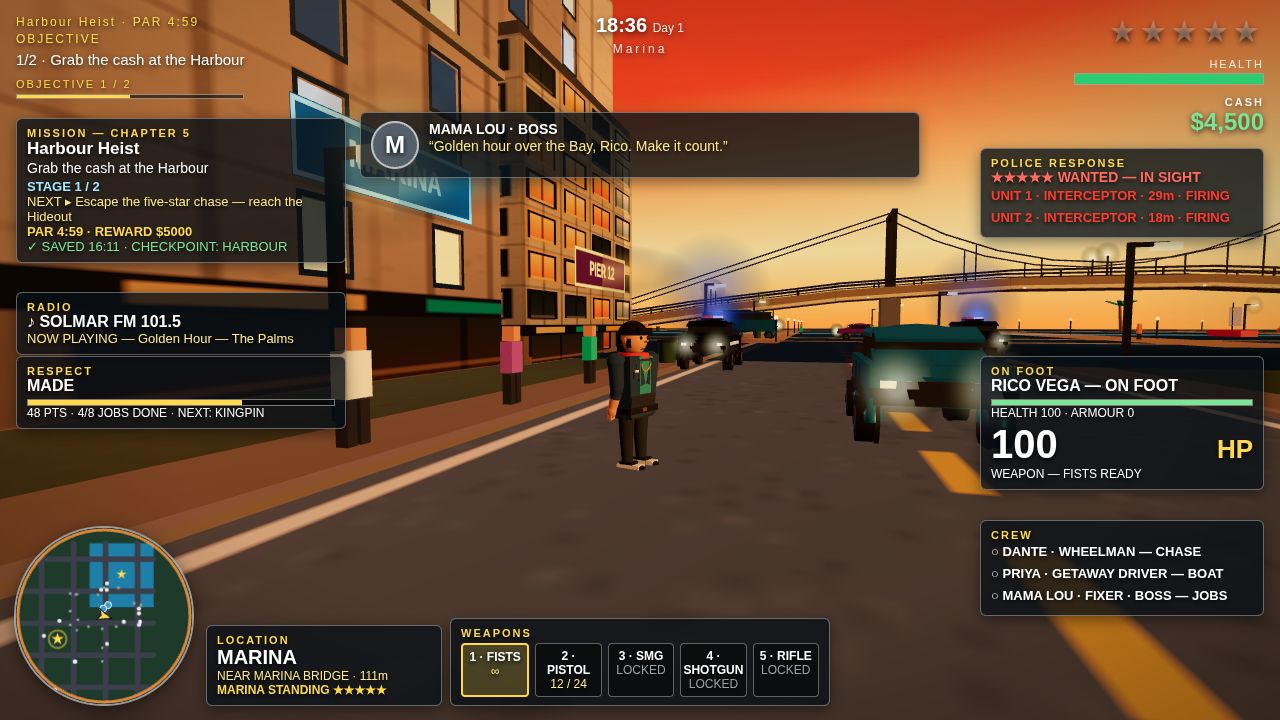 Harbour Heist · PAR 4:59
OBJECTIVE
1/2 · Grab the cash at the Harbour
OBJECTIVE 1 / 2
18:36 Day 1
Marina
★★★★★
HEALTH
CASH
$4,500
MISSION — CHAPTER 5
Harbour Heist
Grab the cash at the Harbour
STAGE 1 / 2
NEXT ▸ Escape the five-star chase — reach the
Hideout
PAR 4:59 · REWARD $5000
✓ SAVED 16:11 · CHECKPOINT: HARBOUR
M
MAMA LOU · BOSS
“Golden hour over the Bay, Rico. Make it count.”
MARINA
PIER 12
POLICE RESPONSE
★★★★★ WANTED — IN SIGHT
UNIT 1 · INTERCEPTOR · 29m · FIRING
UNIT 2 · INTERCEPTOR · 18m · FIRING
RADIO
♪ SOLMAR FM 101.5
NOW PLAYING — Golden Hour — The Palms
RESPECT
MADE
48 PTS · 4/8 JOBS DONE · NEXT: KINGPIN
ON FOOT
RICO VEGA — ON FOOT
HEALTH 100 · ARMOUR 0
100 HP
WEAPON — FISTS READY
CREW
○ DANTE · WHEELMAN — CHASE
○ PRIYA · GETAWAY DRIVER — BOAT
○ MAMA LOU · FIXER · BOSS — JOBS
LOCATION
MARINA
NEAR MARINA BRIDGE · 111m
MARINA STANDING ★★★★★
WEAPONS
1 · FISTS
∞
2 ·
PISTOL
12 / 24
3 · SMG
LOCKED
4 ·
SHOTGUN
LOCKED
5 · RIFLE
LOCKED